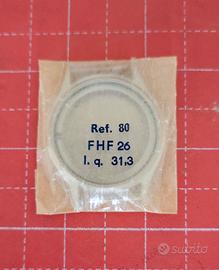 Ref. 80
FHF 26
l. q. 31,3
subito